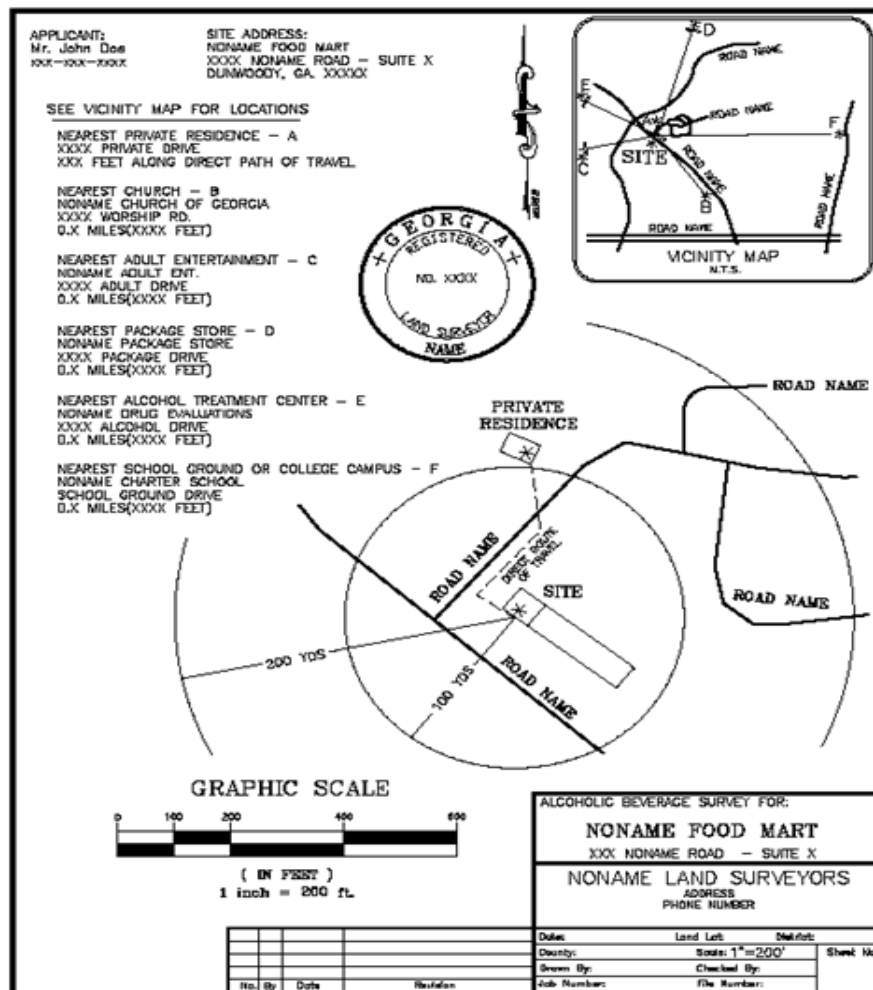 APPLICANT:
Mr. John Doe
XXX-XXX-XXXX
SITE ADDRESS:
NONAME FOOD MART
XXXX NONAME ROAD - SUITE X
DUNWOODY, GA. XXXXX
SEE VICINITY MAP FOR LOCATIONS
NEAREST PRIVATE RESIDENCE - A
XXXX PRIVATE DRIVE
XXX FEET ALONG DIRECT PATH OF TRAVEL
NEAREST CHURCH - B
NONAME CHURCH OF GEORGIA
XXXX WORSHIP RD.
0.X MILES(XXXX FEET)
NEAREST ADULT ENTERTAINMENT - C
NONAME ADULT ENT.
XXXX ADULT DRIVE
0.X MILES(XXXX FEET)
NEAREST PACKAGE STORE - D
NONAME PACKAGE STORE
XXXX PACKAGE DRIVE
0.X MILES(XXXX FEET)
NEAREST ALCOHOL TREATMENT CENTER - E
NONAME DRUG EVALUATIONS
XXXX ALCOHOL DRIVE
0.X MILES(XXXX FEET)
NEAREST SCHOOL GROUND OR COLLEGE CAMPUS - F
NONAME CHARTER SCHOOL
SCHOOL GROUND DRIVE
0.X MILES(XXXX FEET)
GEORGIA
REGISTERED
NO. XXXX
LAND SURVEYOR
NAME
D
ROAD NAME
E
ROAD NAME
A
F
C
SITE
ROAD NAME
B
ROAD NAME
ROAD NAME
VICINITY MAP
N.T.S.
ROAD NAME
PRIVATE
RESIDENCE
ROAD NAME
DIRECT ROUTE
OF TRAVEL
SITE
ROAD NAME
200 YDS
100 YDS
ROAD NAME
GRAPHIC SCALE
0 100 200 400 600
( IN FEET )
1 inch = 200 ft.
ALCOHOLIC BEVERAGE SURVEY FOR:
NONAME FOOD MART
XXX NONAME ROAD - SUITE X
NONAME LAND SURVEYORS
ADDRESS
PHONE NUMBER
Date: Land Lot: District:
County: Scale: 1"=200' Sheet No
Drawn By: Checked By:
Job Number: File Number:
No. By Date Revision